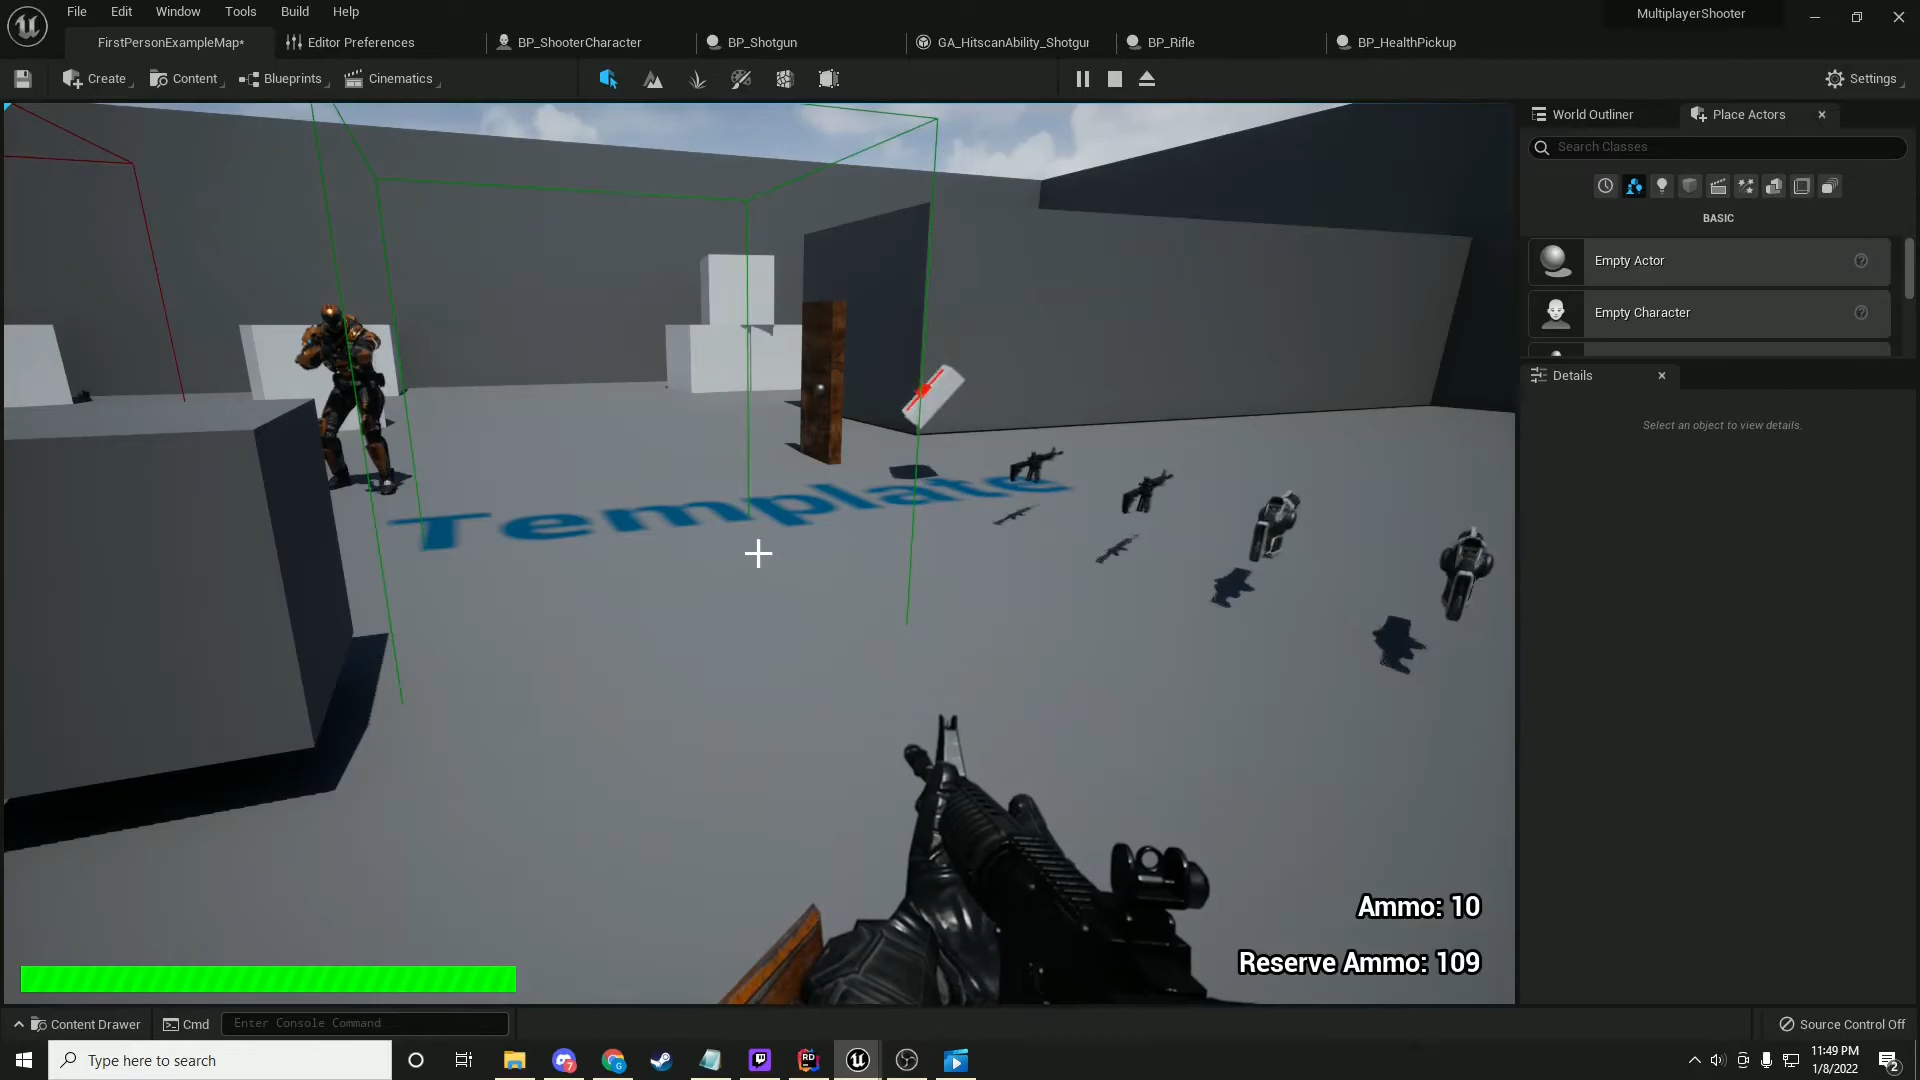 File Edit Window Tools Build Help
MultiplayerShooter
FirstPersonExampleMap*
Editor Preferences
BP_ShooterCharacter
BP_Shotgun
GA_HitscanAbility_Shotgun
BP_Rifle
BP_HealthPickup
Create
Content
Blueprints
Cinematics
Settings
World Outliner
Place Actors
Search Classes
BASIC
Empty Actor
Empty Character
Details
Select an object to view details.
Template
Ammo: 10
Reserve Ammo: 109
Content Drawer
Cmd
Enter Console Command
Source Control Off
Type here to search
11:49 PM
1/8/2022